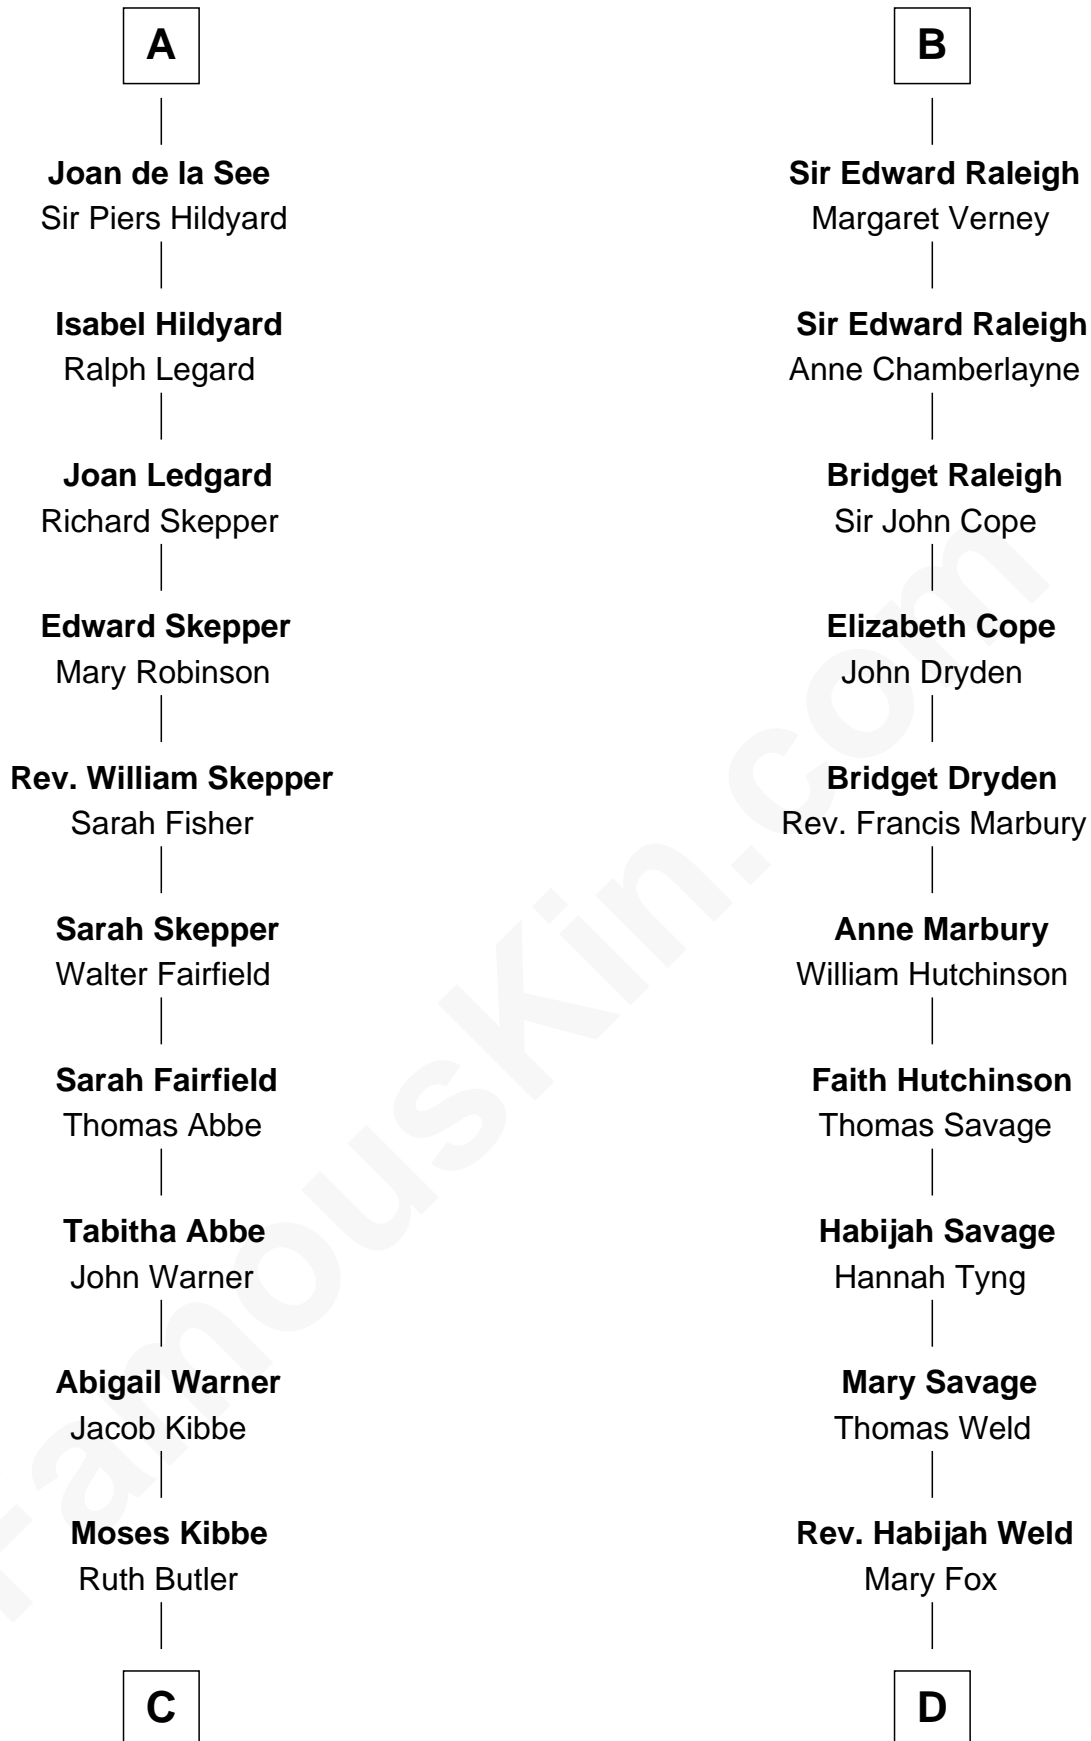 A
Joan de la See
Sir Piers Hildyard
Isabel Hildyard
Ralph Legard
Joan Ledgard
Richard Skepper
Edward Skepper
Mary Robinson
Rev. William Skepper
Sarah Fisher
Sarah Skepper
Walter Fairfield
Sarah Fairfield
Thomas Abbe
Tabitha Abbe
John Warner
Abigail Warner
Jacob Kibbe
Moses Kibbe
Ruth Butler
C
B
Sir Edward Raleigh
Margaret Verney
Sir Edward Raleigh
Anne Chamberlayne
Bridget Raleigh
Sir John Cope
Elizabeth Cope
John Dryden
Bridget Dryden
Rev. Francis Marbury
Anne Marbury
William Hutchinson
Faith Hutchinson
Thomas Savage
Habijah Savage
Hannah Tyng
Mary Savage
Thomas Weld
Rev. Habijah Weld
Mary Fox
D
FamousKin.com